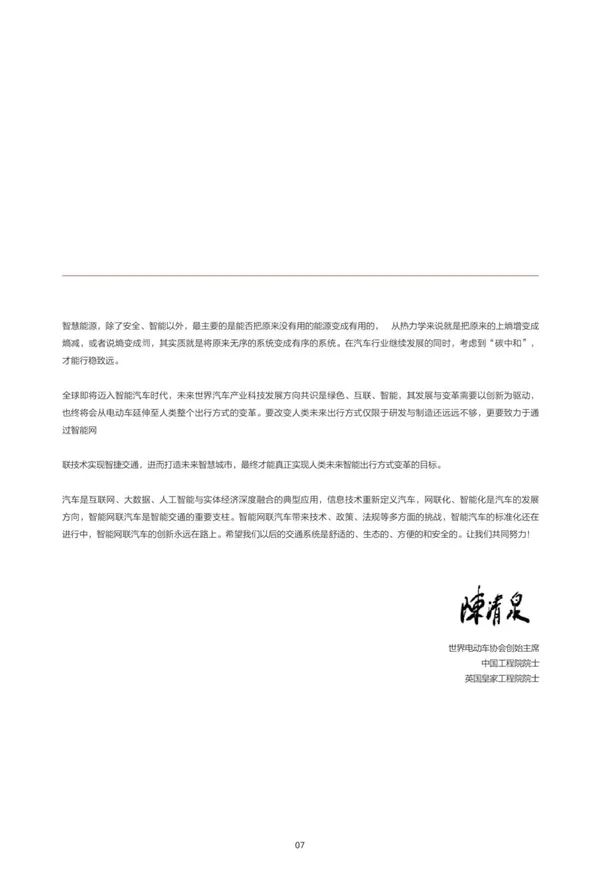 智慧能源，除了安全、智能以外，最主要的是能否把原来没有用的能源变成有用的， 从热力学来说就是把原来的上熵增变成
熵减，或者说熵变成㶲，其实质就是将原来无序的系统变成有序的系统。在汽车行业继续发展的同时，考虑到“碳中和”，
才能行稳致远。
全球即将迈入智能汽车时代，未来世界汽车产业科技发展方向共识是绿色、互联、智能，其发展与变革需要以创新为驱动，
也终将会从电动车延伸至人类整个出行方式的变革。要改变人类未来出行方式仅限于研发与制造还远远不够，更要致力于通
过智能网
联技术实现智捷交通，进而打造未来智慧城市，最终才能真正实现人类未来智能出行方式变革的目标。
汽车是互联网、大数据、人工智能与实体经济深度融合的典型应用，信息技术重新定义汽车，网联化、智能化是汽车的发展
方向，智能网联汽车是智能交通的重要支柱。智能网联汽车带来技术、政策、法规等多方面的挑战，智能汽车的标准化还在
进行中，智能网联汽车的创新永远在路上。希望我们以后的交通系统是舒适的、生态的、方便的和安全的。让我们共同努力！
陳清泉
世界电动车协会创始主席
中国工程院院士
英国皇家工程院院士
07